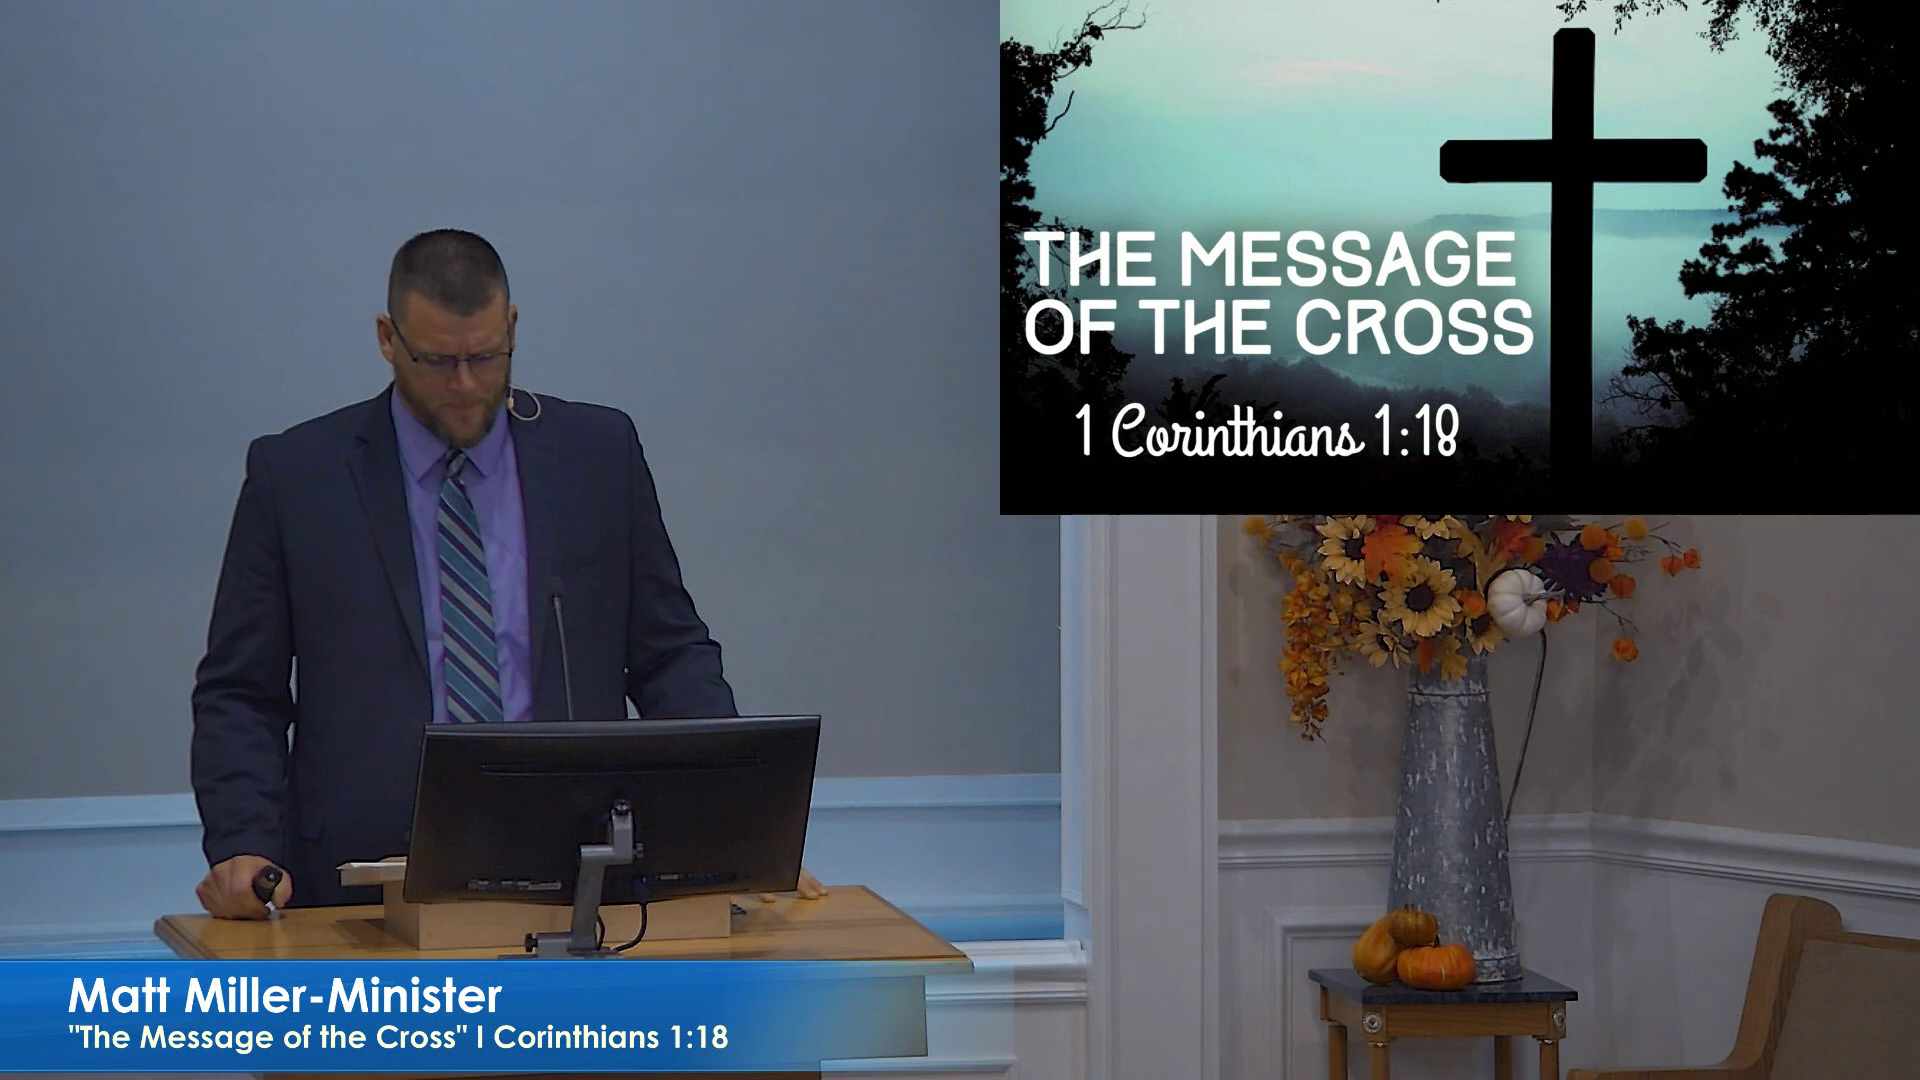 THE MESSAGE
OF THE CROSS
1 Corinthians 1:18
Matt Miller-Minister
"The Message of the Cross" I Corinthians 1:18